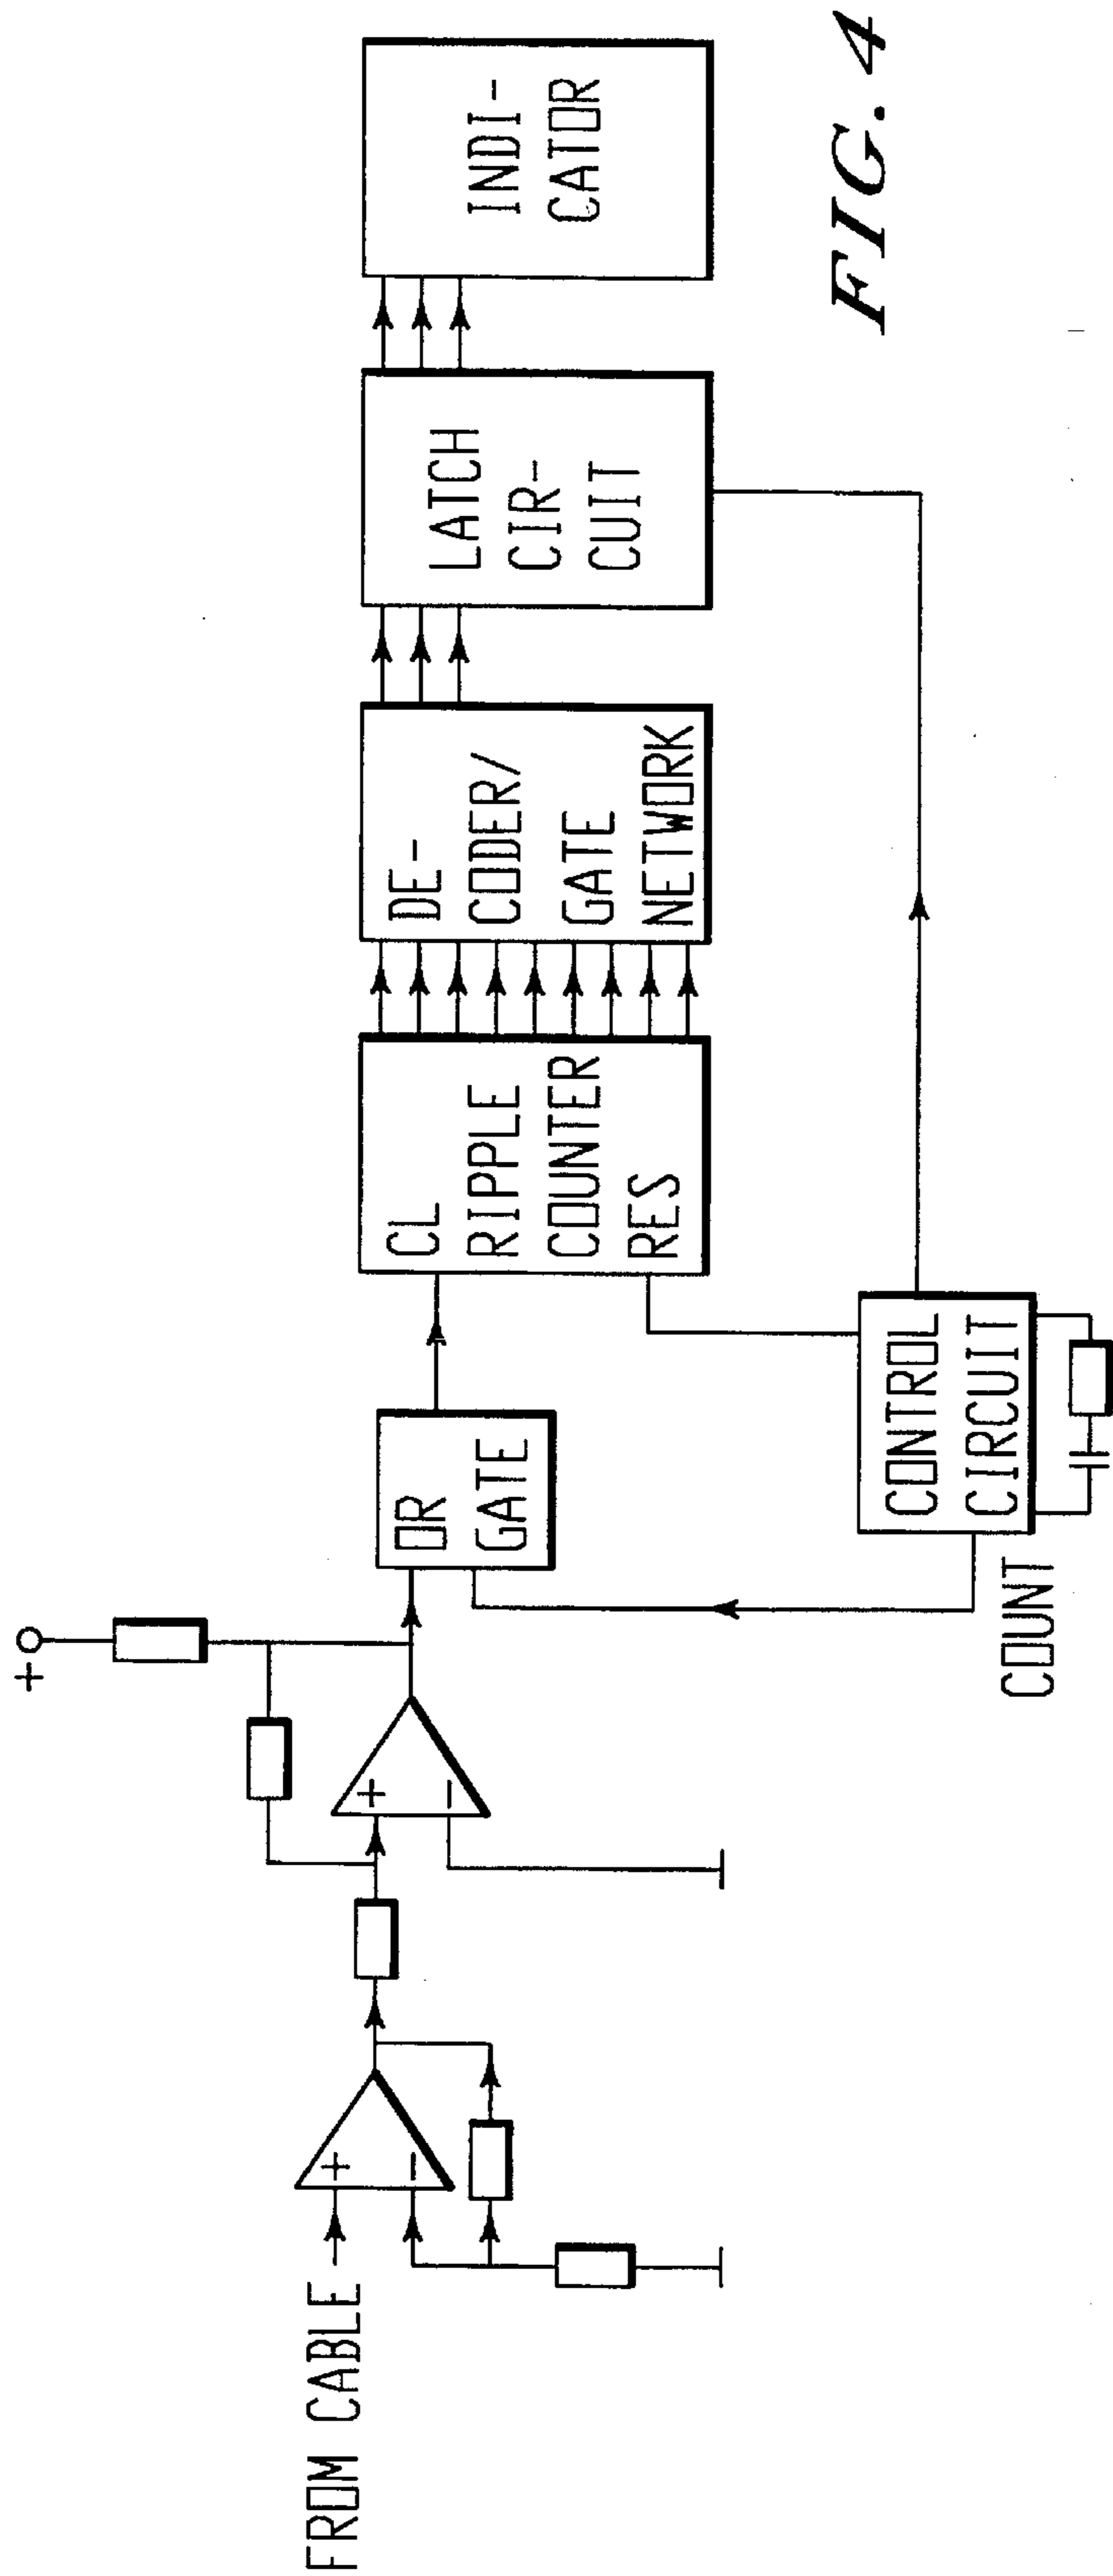 FROM CABLE
+
-
+
+
-
OR
GATE
COUNT
CONTROL
CIRCUIT
CL
RIPPLE
COUNTER
RES
DE-
CODER/
GATE
NETWORK
LATCH
CIR-
CUIT
INDI-
CATOR
FIG. 4